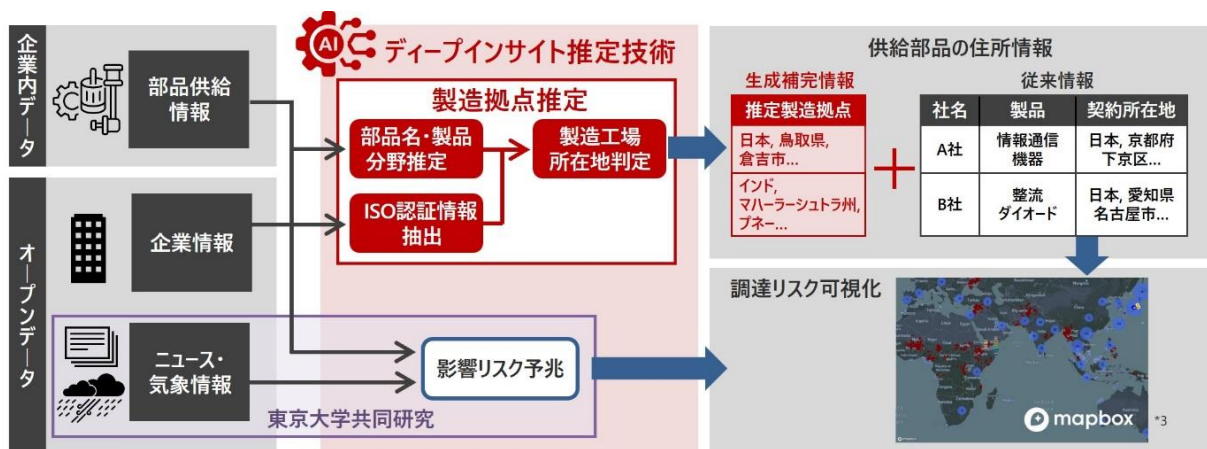 企業内データ
部品供給
情報
オープンデータ
企業情報
ニュース・
気象情報
東京大学共同研究
AI
ディープインサイト推定技術
製造拠点推定
部品名・製品
分野推定
ISO認証情報
抽出
製造工場
所在地判定
影響リスク予兆
供給部品の住所情報
生成補完情報
推定製造拠点
日本, 鳥取県,
倉吉市...
インド,
マハーラーシュトラ州,
プネー...
従来情報
社名 製品 契約所在地
A社 情報通信
機器 日本, 京都府
下京区...
B社 整流
ダイオード 日本, 愛知県
名古屋市...
調達リスク可視化
mapbox *3